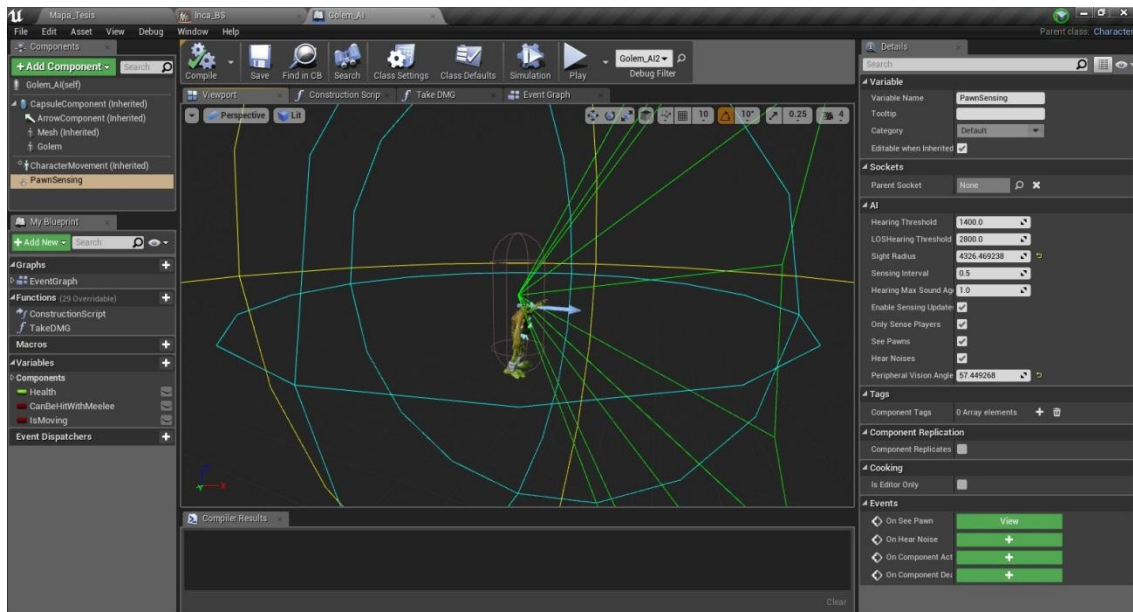 Mapa_Tesis
Inca_BS
Golem_AI
File Edit Asset View Debug Window Help
Parent class: Character
Components
+ Add Component
Search
Golem_AI(self)
CapsuleComponent (Inherited)
ArrowComponent (Inherited)
Mesh (Inherited)
Golem
CharacterMovement (Inherited)
PawnSensing
My Blueprint
+ Add New
Search
Graphs
EventGraph
Functions (29 Overridable)
ConstructionScript
TakeDMG
Macros
Variables
Components
Health
CanBeHitWithMeelee
IsMoving
Event Dispatchers
Compile
Save
Find in CB
Search
Class Settings
Class Defaults
Simulation
Play
Golem_AI2
Debug Filter
Viewport
Construction Scrip
Take DMG
Event Graph
Perspective
Lit
10
10°
0.25
4
X
Compiler Results
Clear
Details
Search
Variable
Variable Name PawnSensing
Tooltip
Category Default
Editable when Inherited
Sockets
Parent Socket None
AI
Hearing Threshold 1400.0
LOSHearing Threshold 2800.0
Sight Radius 4326.469238
Sensing Interval 0.5
Hearing Max Sound Ag 1.0
Enable Sensing Update
Only Sense Players
See Pawns
Hear Noises
Peripheral Vision Angle 57.449268
Tags
Component Tags 0 Array elements
Component Replication
Component Replicates
Cooking
Is Editor Only
Events
On See Pawn View
On Hear Noise +
On Component Act +
On Component Dea +